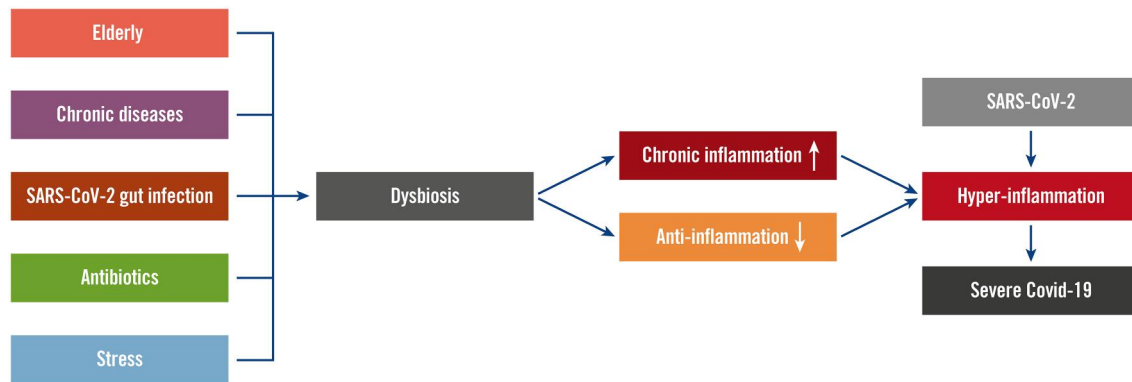 Elderly
Chronic diseases
SARS-CoV-2 gut infection
Antibiotics
Stress
Dysbiosis
Chronic inflammation ↑
Anti-inflammation ↓
SARS-CoV-2
Hyper-inflammation
Severe Covid-19